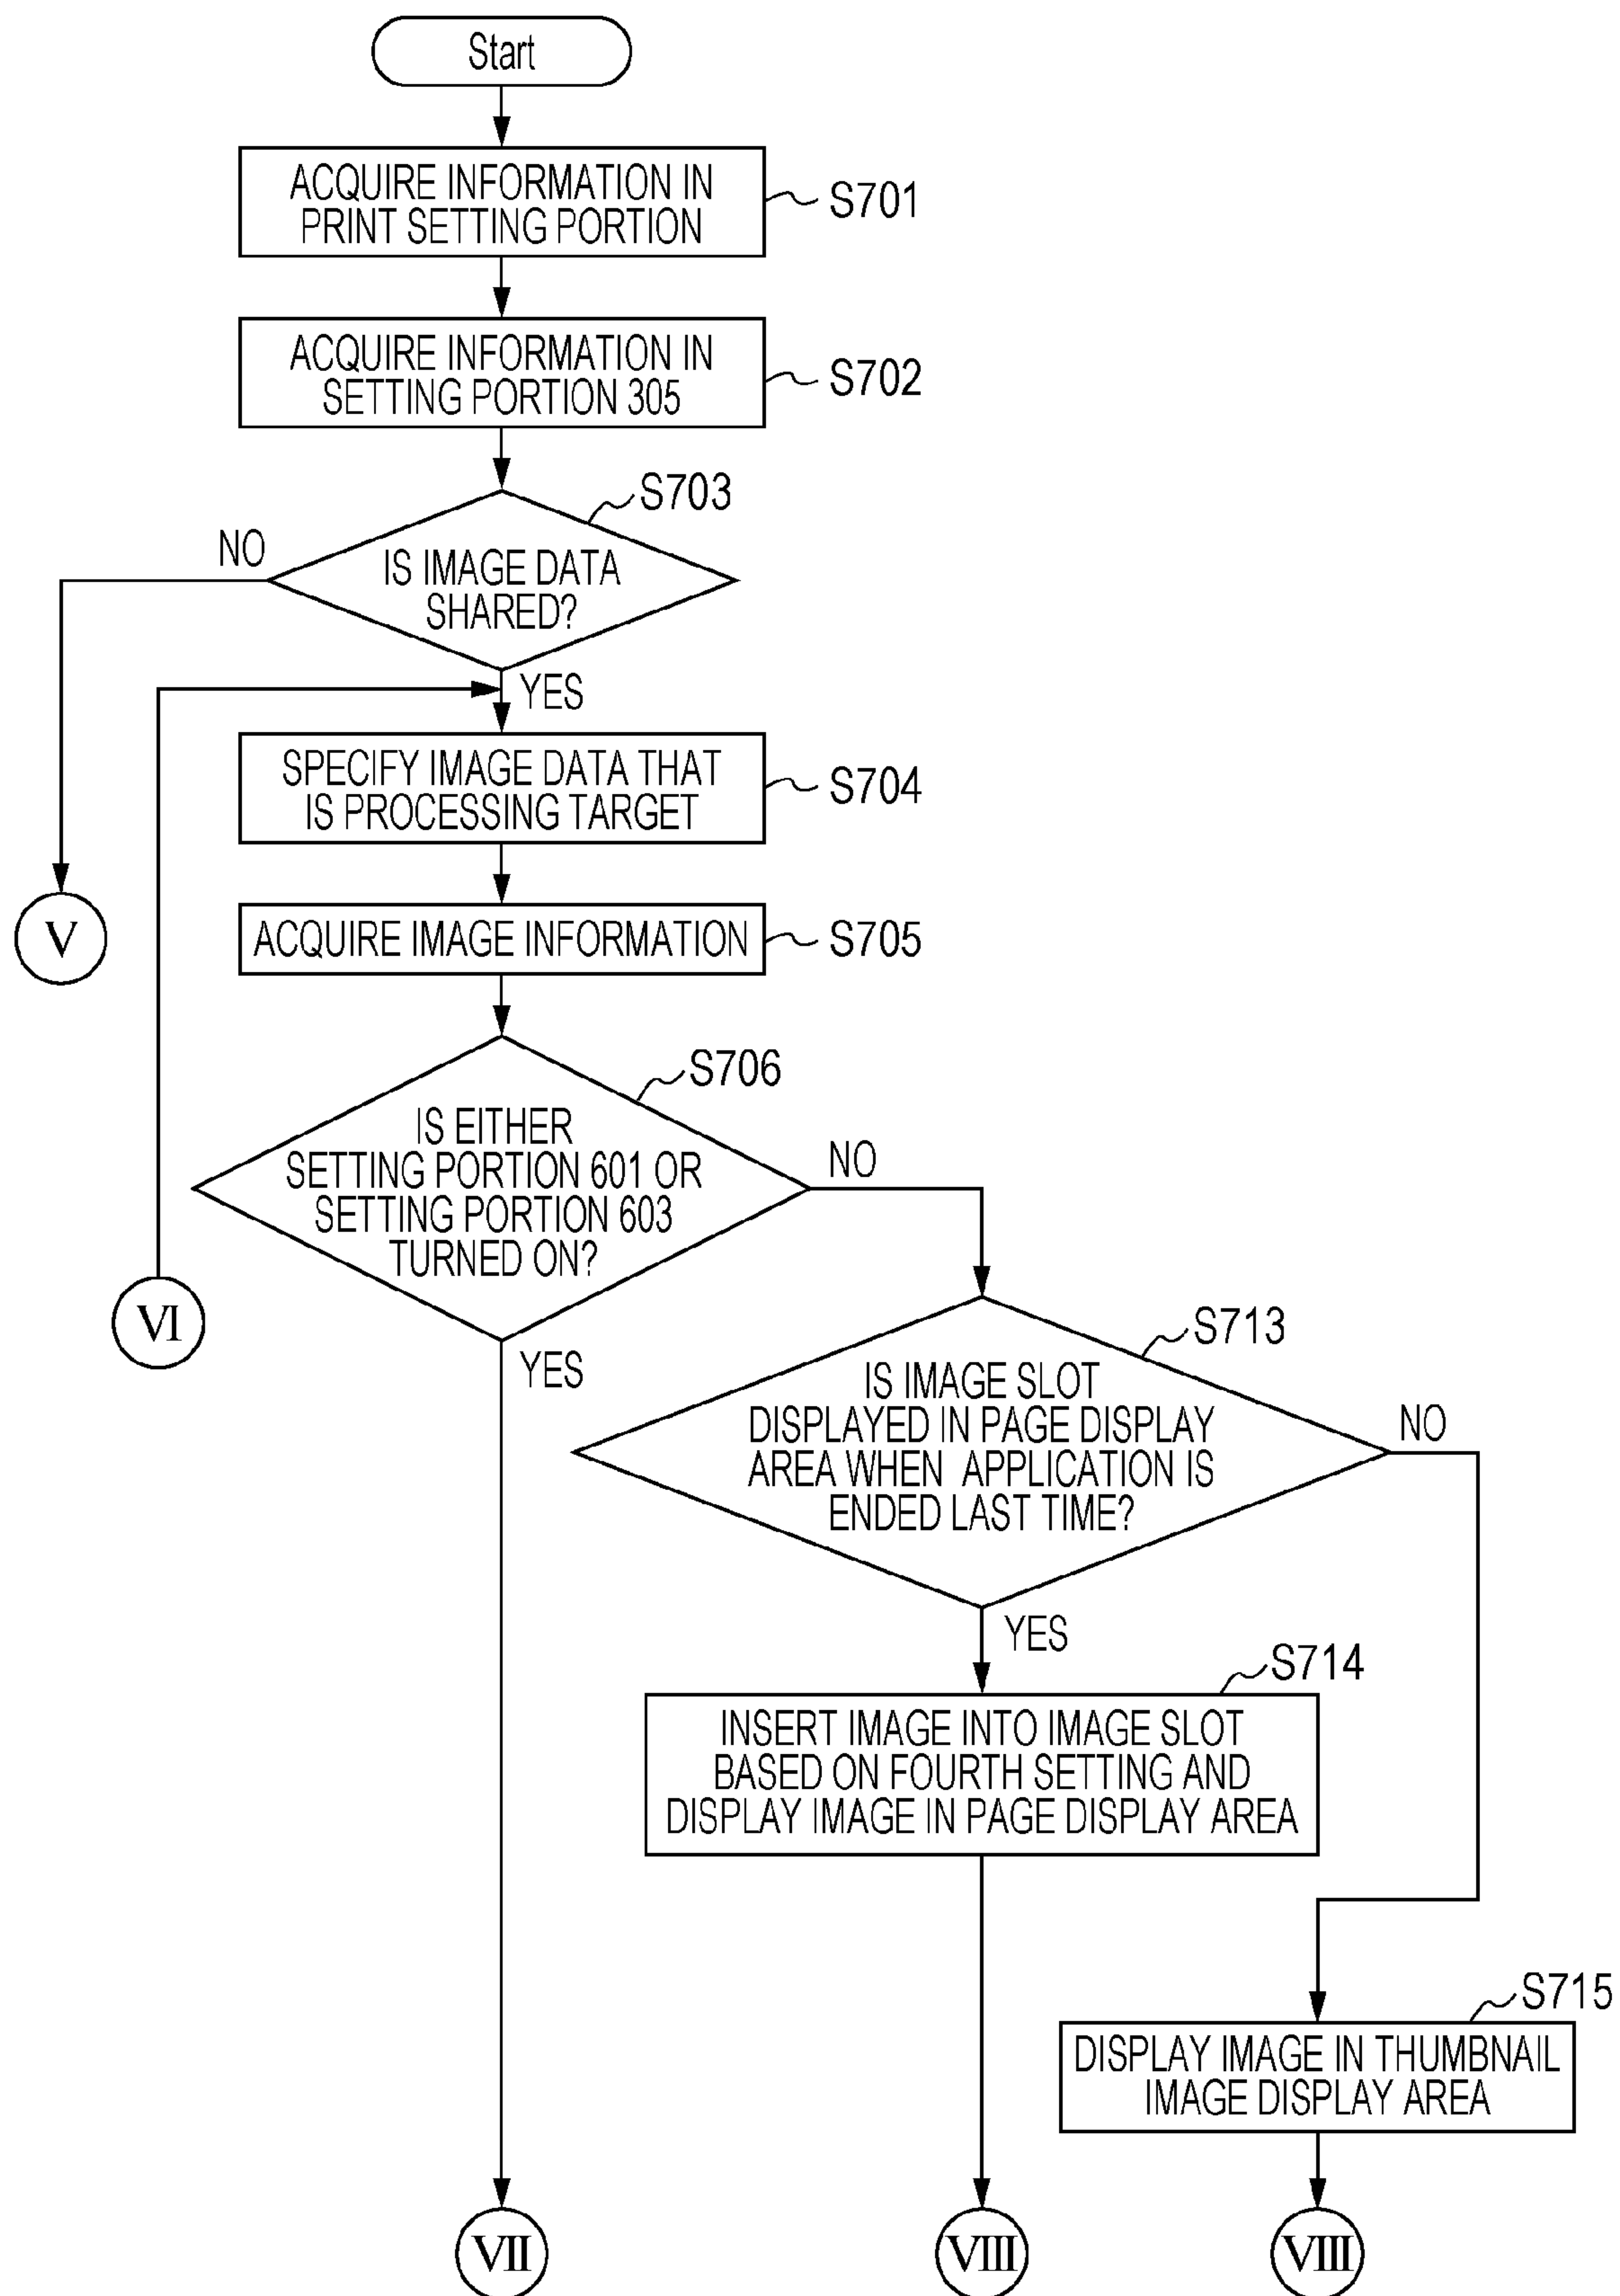 Start
ACQUIRE INFORMATION IN
PRINT SETTING PORTION
S701
ACQUIRE INFORMATION IN
SETTING PORTION 305
S702
S703
NO
IS IMAGE DATA
SHARED?
YES
SPECIFY IMAGE DATA THAT
IS PROCESSING TARGET
S704
V
ACQUIRE IMAGE INFORMATION
S705
S706
IS EITHER
SETTING PORTION 601 OR
SETTING PORTION 603
TURNED ON?
NO
VI
YES
S713
IS IMAGE SLOT
DISPLAYED IN PAGE DISPLAY
AREA WHEN APPLICATION IS
ENDED LAST TIME?
NO
YES
S714
INSERT IMAGE INTO IMAGE SLOT
BASED ON FOURTH SETTING AND
DISPLAY IMAGE IN PAGE DISPLAY AREA
S715
DISPLAY IMAGE IN THUMBNAIL
IMAGE DISPLAY AREA
VII
VIII
VIII